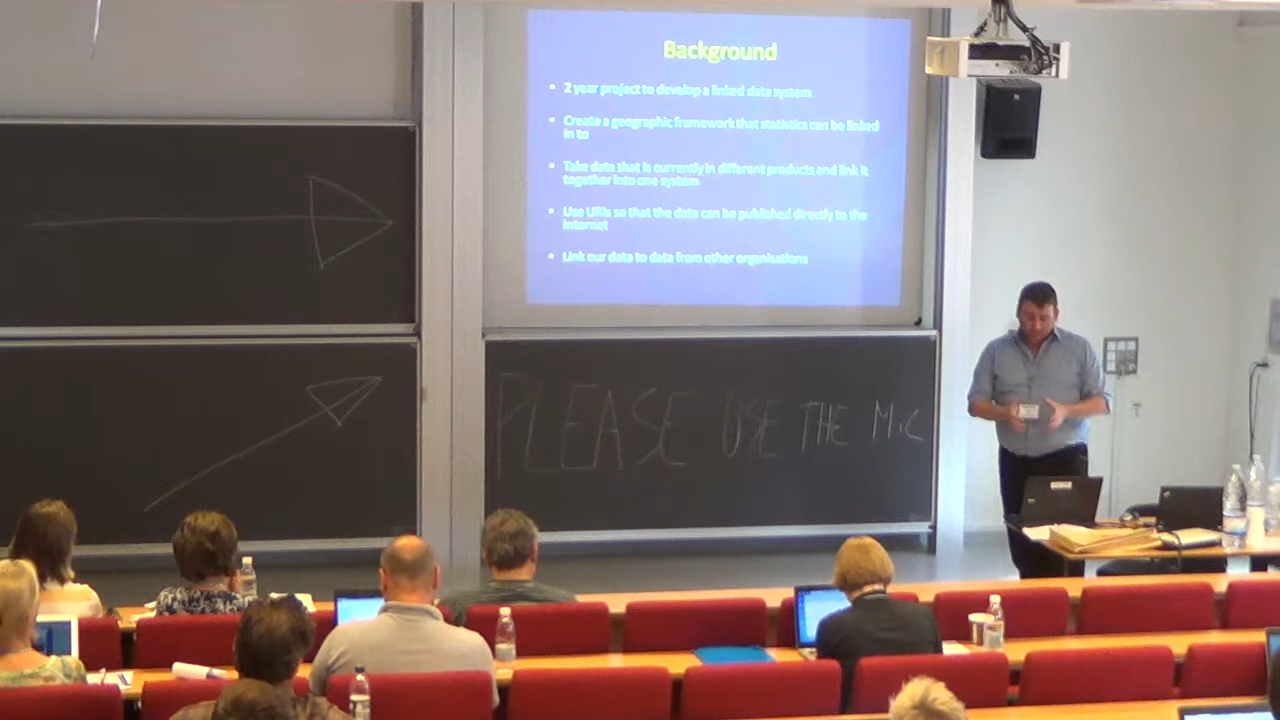 Background
2 year project to develop a linked data system
Create a geographic framework that statistics can be linked
in to
Take data that is currently in different products and link it
together into one system
Use URIs so that the data can be published directly to the
internet
Link our data to data from other organisations
PLEASE USE THE MIC